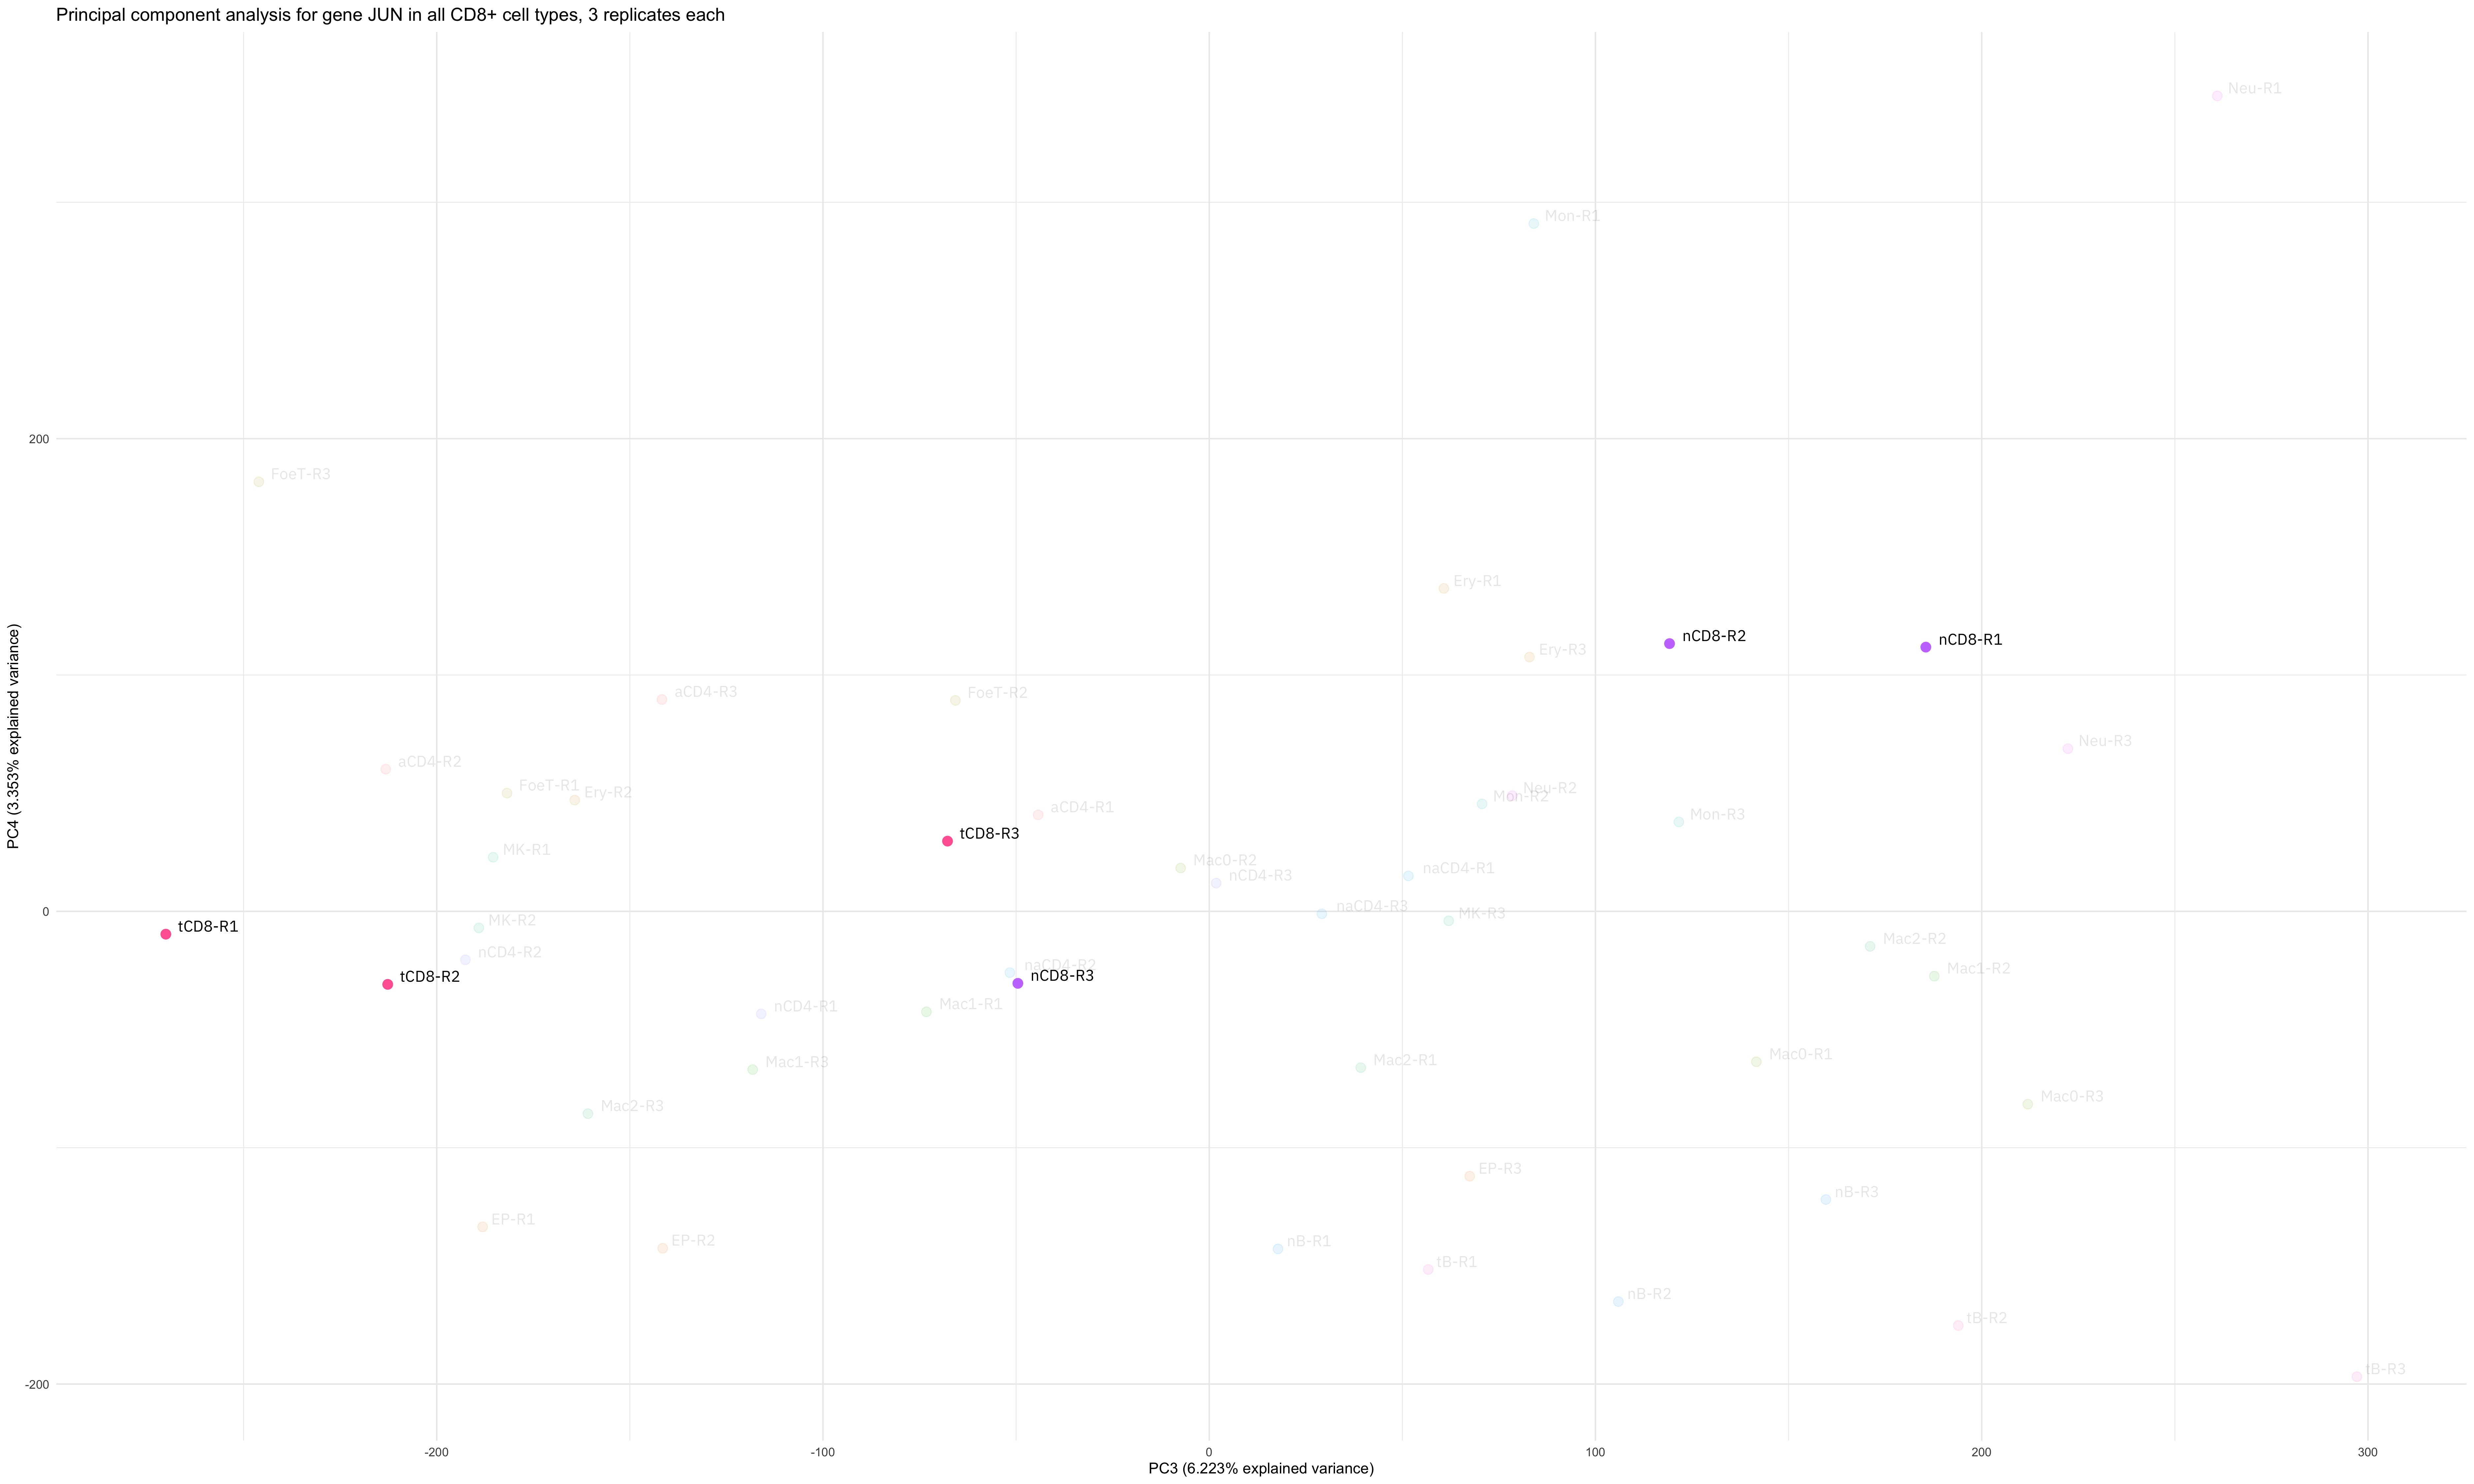 Principal component analysis for gene JUN in all CD8+ cell types, 3 replicates each
Neu-R1
Mon-R1
200
FoeT-R3
Ery-R1
nCD8-R2
nCD8-R1
Ery-R3
aCD4-R3
FoeT-R2
Neu-R3
aCD4-R2
FoeT-R1
Ery-R2
Neu-R2
Mon-R2
aCD4-R1
Mon-R3
tCD8-R3
MK-R1
Mac0-R2
naCD4-R1
nCD4-R3
0
naCD4-R3
MK-R3
MK-R2
tCD8-R1
Mac2-R2
nCD4-R2
naCD4-R2
Mac1-R2
tCD8-R2
nCD8-R3
nCD4-R1
Mac1-R1
Mac1-R3
Mac2-R1
Mac0-R1
Mac2-R3
Mac0-R3
EP-R3
nB-R3
EP-R1
EP-R2
nB-R1
tB-R1
nB-R2
tB-R2
tB-R3
-200
-200
-100
0
100
200
300
PC3 (6.223% explained variance)
PC4 (3.353% explained variance)